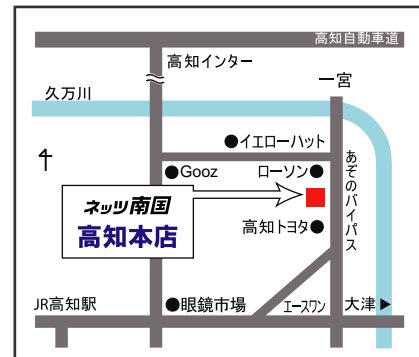 高知自動車道
高知インター
一宮
久万川
●イエローハット
●Gooz
ローソン●
あぞのバイパス
ネッツ南国
高知本店
高知トヨタ●
JR高知駅
●眼鏡市場
エースワン
大津▶